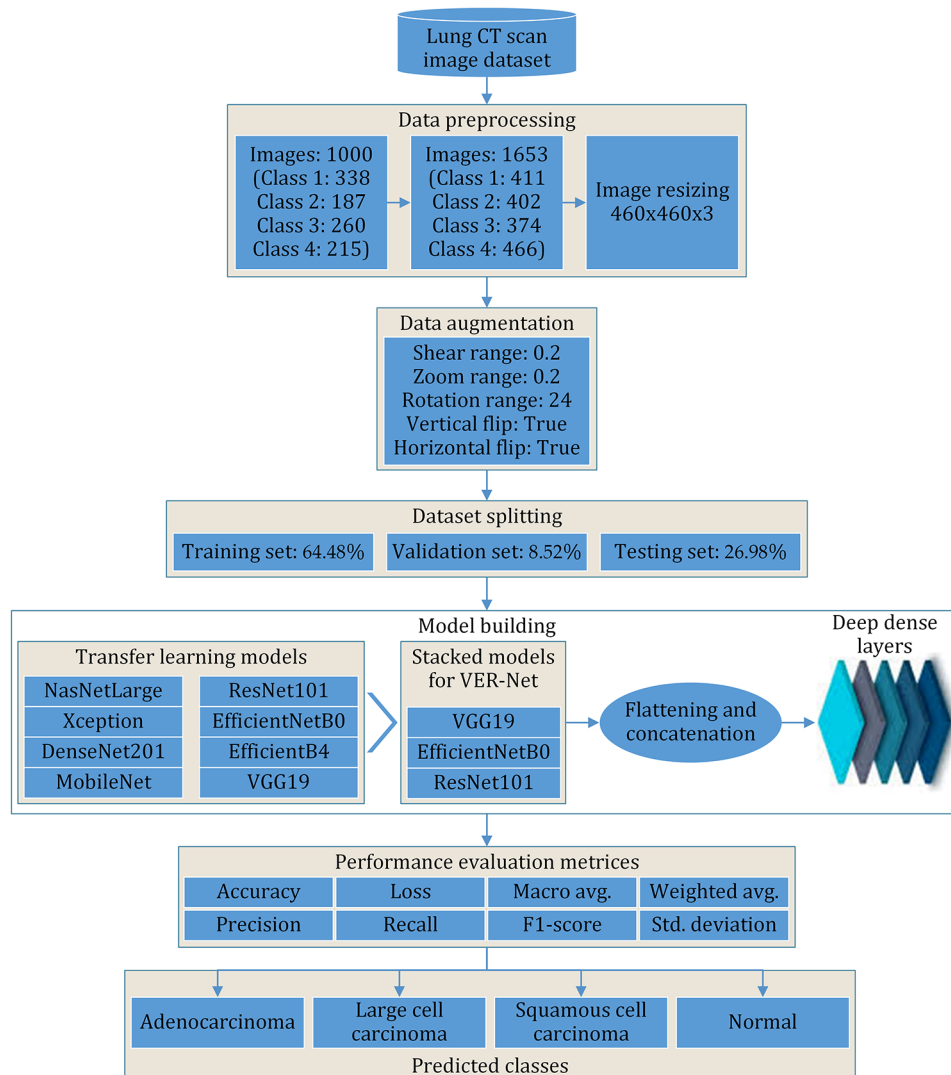 Lung CT scan
image dataset
Data preprocessing
Images: 1000
(Class 1: 338
Class 2: 187
Class 3: 260
Class 4: 215)
Images: 1653
(Class 1: 411
Class 2: 402
Class 3: 374
Class 4: 466)
Image resizing
460x460x3
Data augmentation
Shear range: 0.2
Zoom range: 0.2
Rotation range: 24
Vertical flip: True
Horizontal flip: True
Dataset splitting
Training set: 64.48%
Validation set: 8.52%
Testing set: 26.98%
Model building
Transfer learning models
NasNetLarge
Xception
DenseNet201
MobileNet
ResNet101
EfficientNetB0
EfficientB4
VGG19
Stacked models
for VER-Net
VGG19
EfficientNetB0
ResNet101
Flattening and
concatenation
Deep dense
layers
Performance evaluation metrices
Accuracy
Loss
Macro avg.
Weighted avg.
Precision
Recall
F1-score
Std. deviation
Adenocarcinoma
Large cell
carcinoma
Squamous cell
carcinoma
Normal
Predicted classes